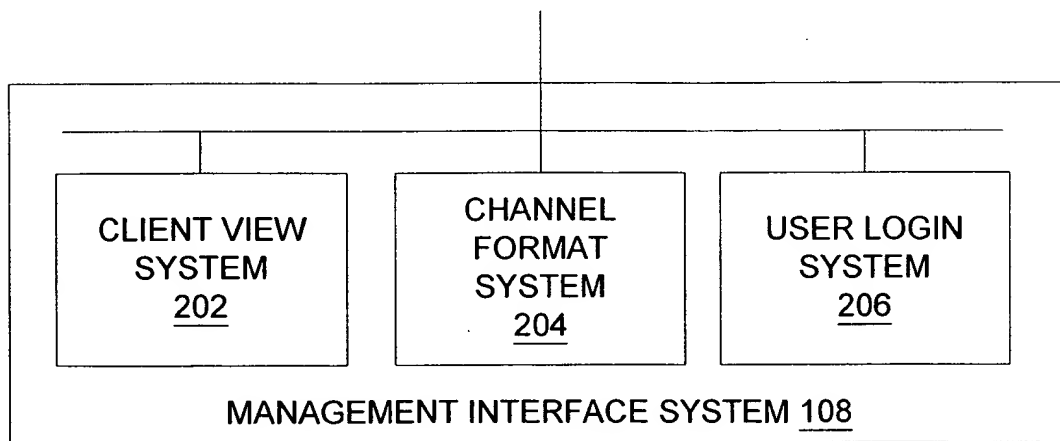 CLIENT VIEW
SYSTEM
202
CHANNEL
FORMAT
SYSTEM
204
USER LOGIN
SYSTEM
206
MANAGEMENT INTERFACE SYSTEM 108